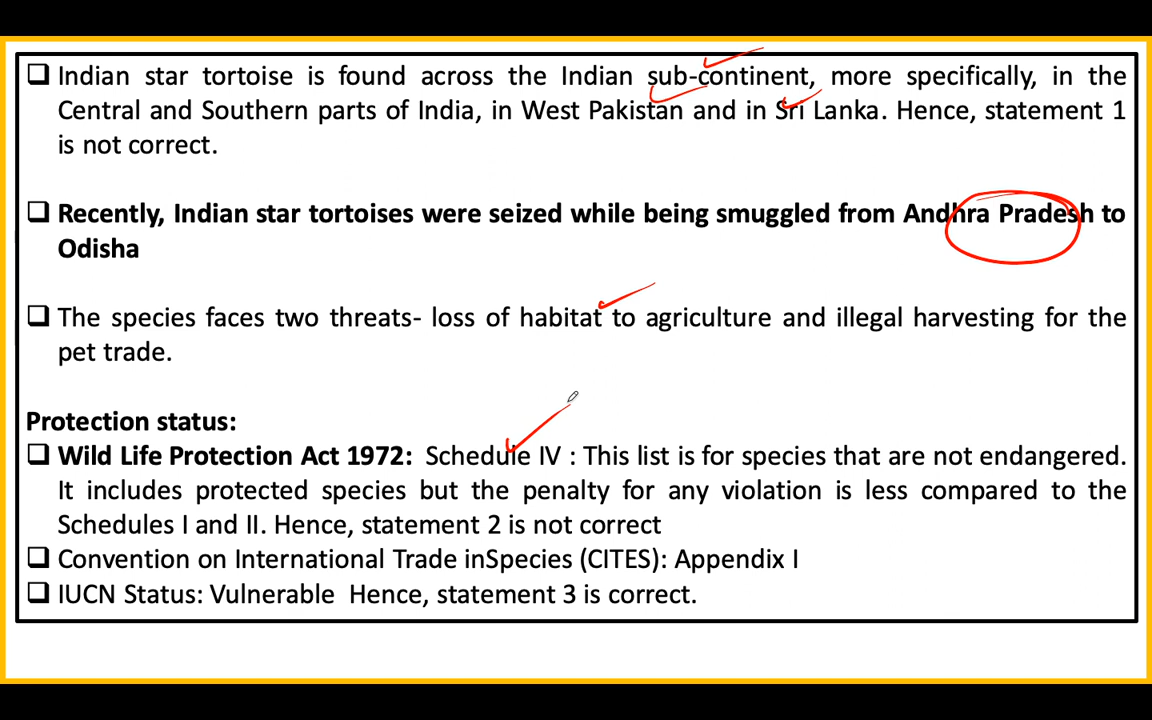 ❑ Indian star tortoise is found across the Indian sub-continent, more specifically, in the
Central and Southern parts of India, in West Pakistan and in Sri Lanka. Hence, statement 1
is not correct.
❑ Recently, Indian star tortoises were seized while being smuggled from Andhra Pradesh to
Odisha
❑ The species faces two threats- loss of habitat to agriculture and illegal harvesting for the
pet trade.
Protection status:
❑ Wild Life Protection Act 1972: Schedule IV : This list is for species that are not endangered.
It includes protected species but the penalty for any violation is less compared to the
Schedules I and II. Hence, statement 2 is not correct
❑ Convention on International Trade inSpecies (CITES): Appendix I
❑ IUCN Status: Vulnerable Hence, statement 3 is correct.